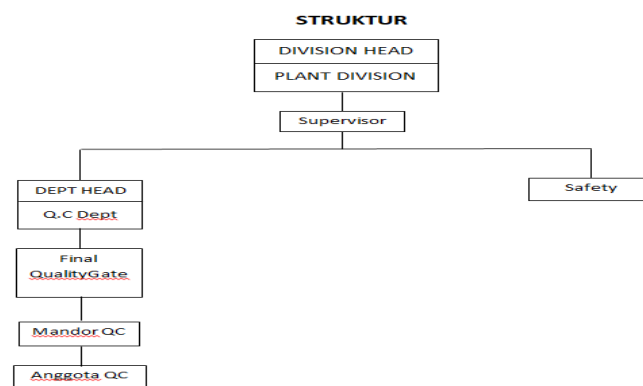 STRUKTUR
DIVISION HEAD
PLANT DIVISION
Supervisor
DEPT HEAD
Q.C Dept
Safety
Final
QualityGate
Mandor QC
Anggota QC